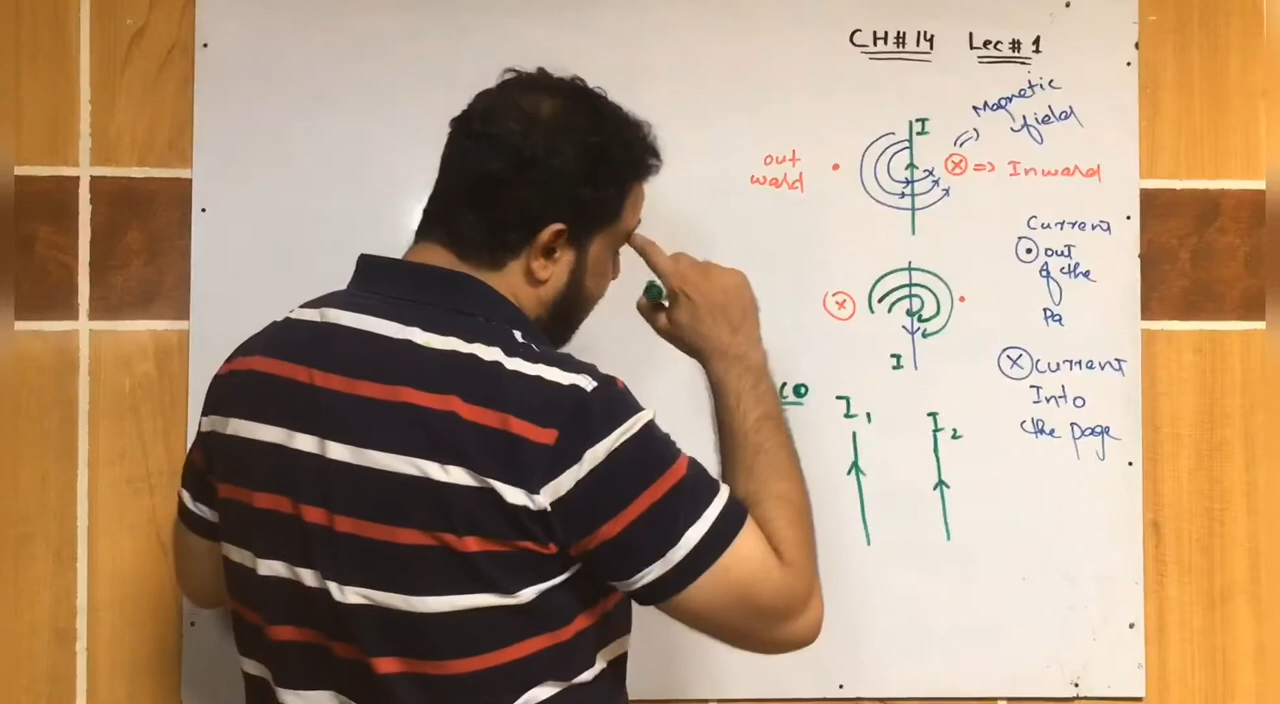 CH#14 Lec#1
Magnetic
field
I
out
ward
x => Inward
Current
out
of the
Pa
x
I
x current
Into
the page
I1
I2